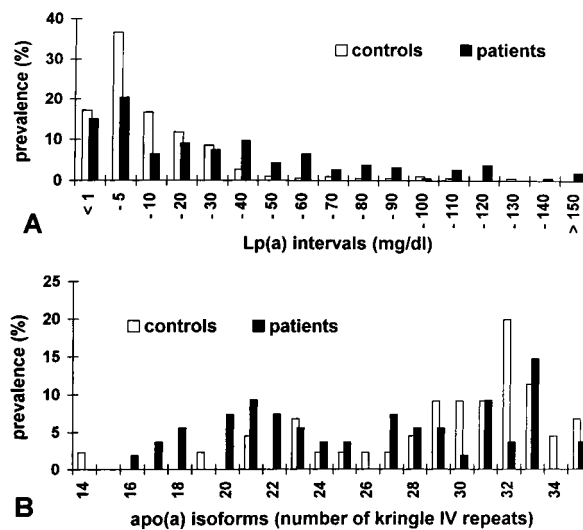 40
30
20
10
0
prevalence (%)
controls patients
< 1 - 5 - 10 - 20 - 30 - 40 - 50 - 60 - 70 - 80 - 90 - 100 - 110 - 120 - 130 - 140 > 150
A
Lp(a) intervals (mg/dl)
25
20
15
10
5
0
prevalence (%)
controls patients
14 16 18 20 22 24 26 28 30 32 34
B
apo(a) isoforms (number of kringle IV repeats)